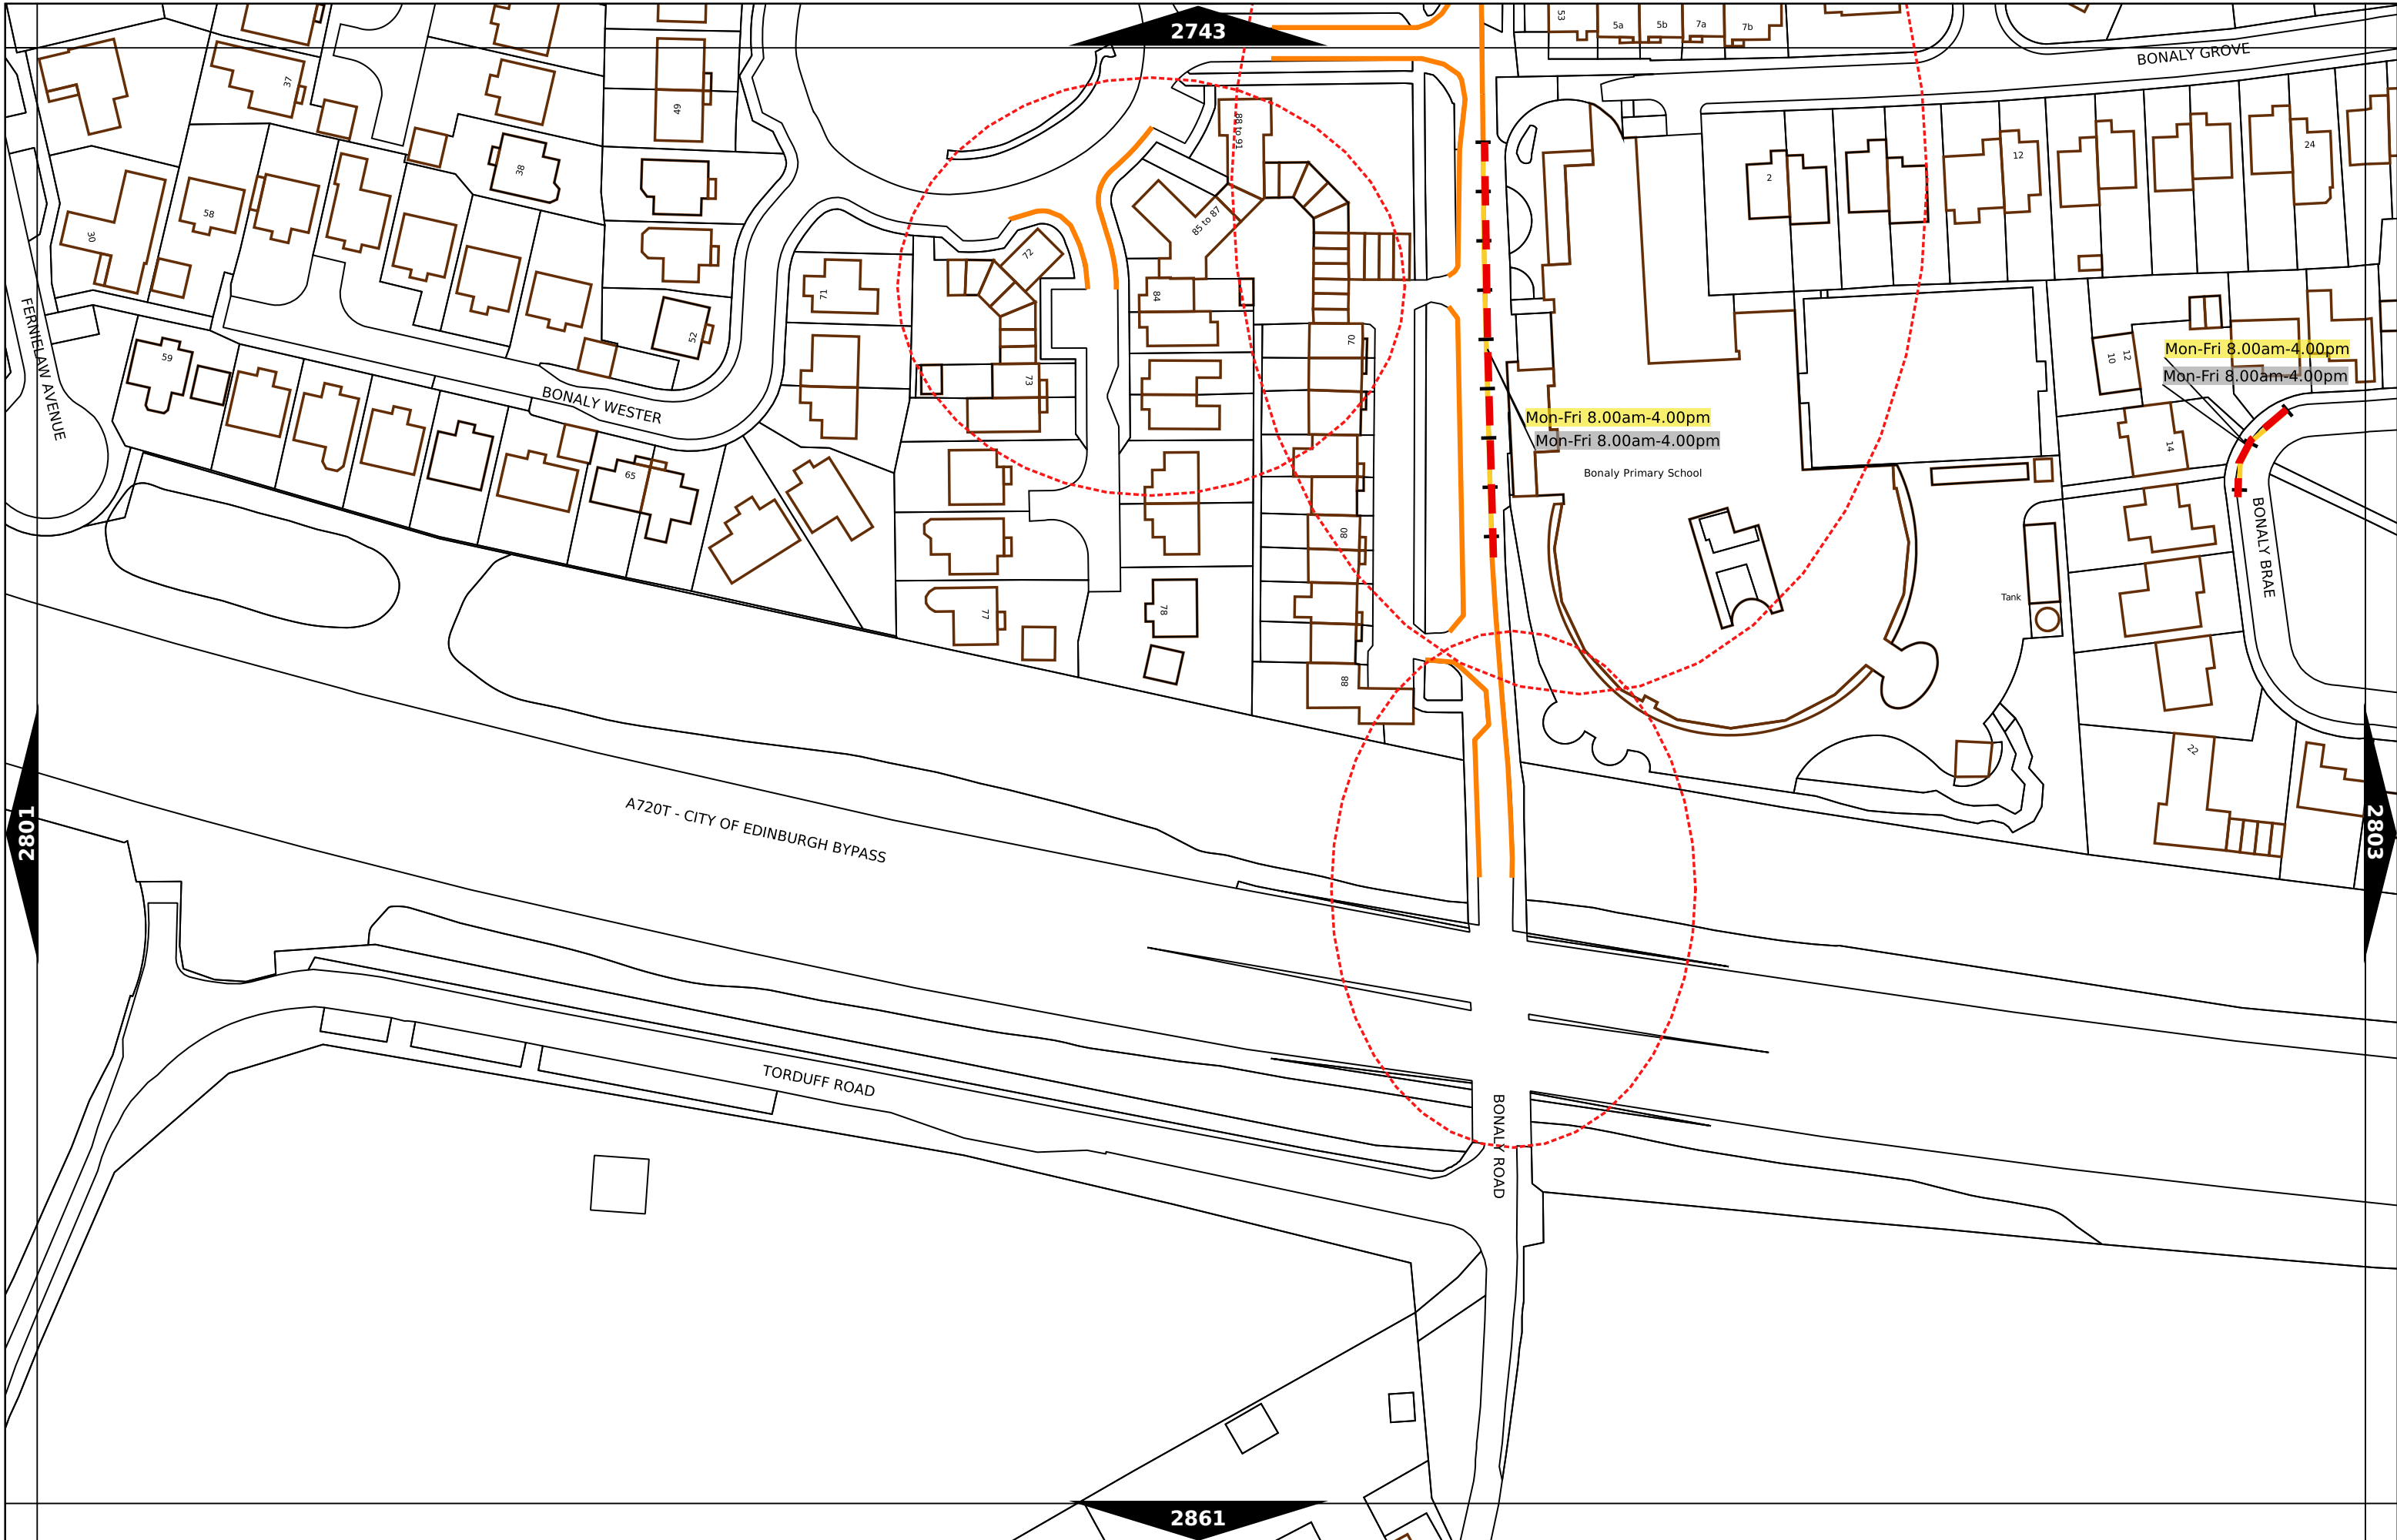 2743
53
5a
5b
7a
7b
BONALY GROVE
37
49
88 to 91
38
12
24
2
30
58
85 to 87
72
71
84
FERNIELAW AVENUE
59
52
70
10
12
Mon-Fri 8.00am-4.00pm
Mon-Fri 8.00am-4.00pm
73
BONALY WESTER
Mon-Fri 8.00am-4.00pm
Mon-Fri 8.00am-4.00pm
14
65
Bonaly Primary School
80
BONALY BRAE
77
78
Tank
88
22
2801
A720T - CITY OF EDINBURGH BYPASS
2803
TORDUFF ROAD
BONALY ROAD
2861